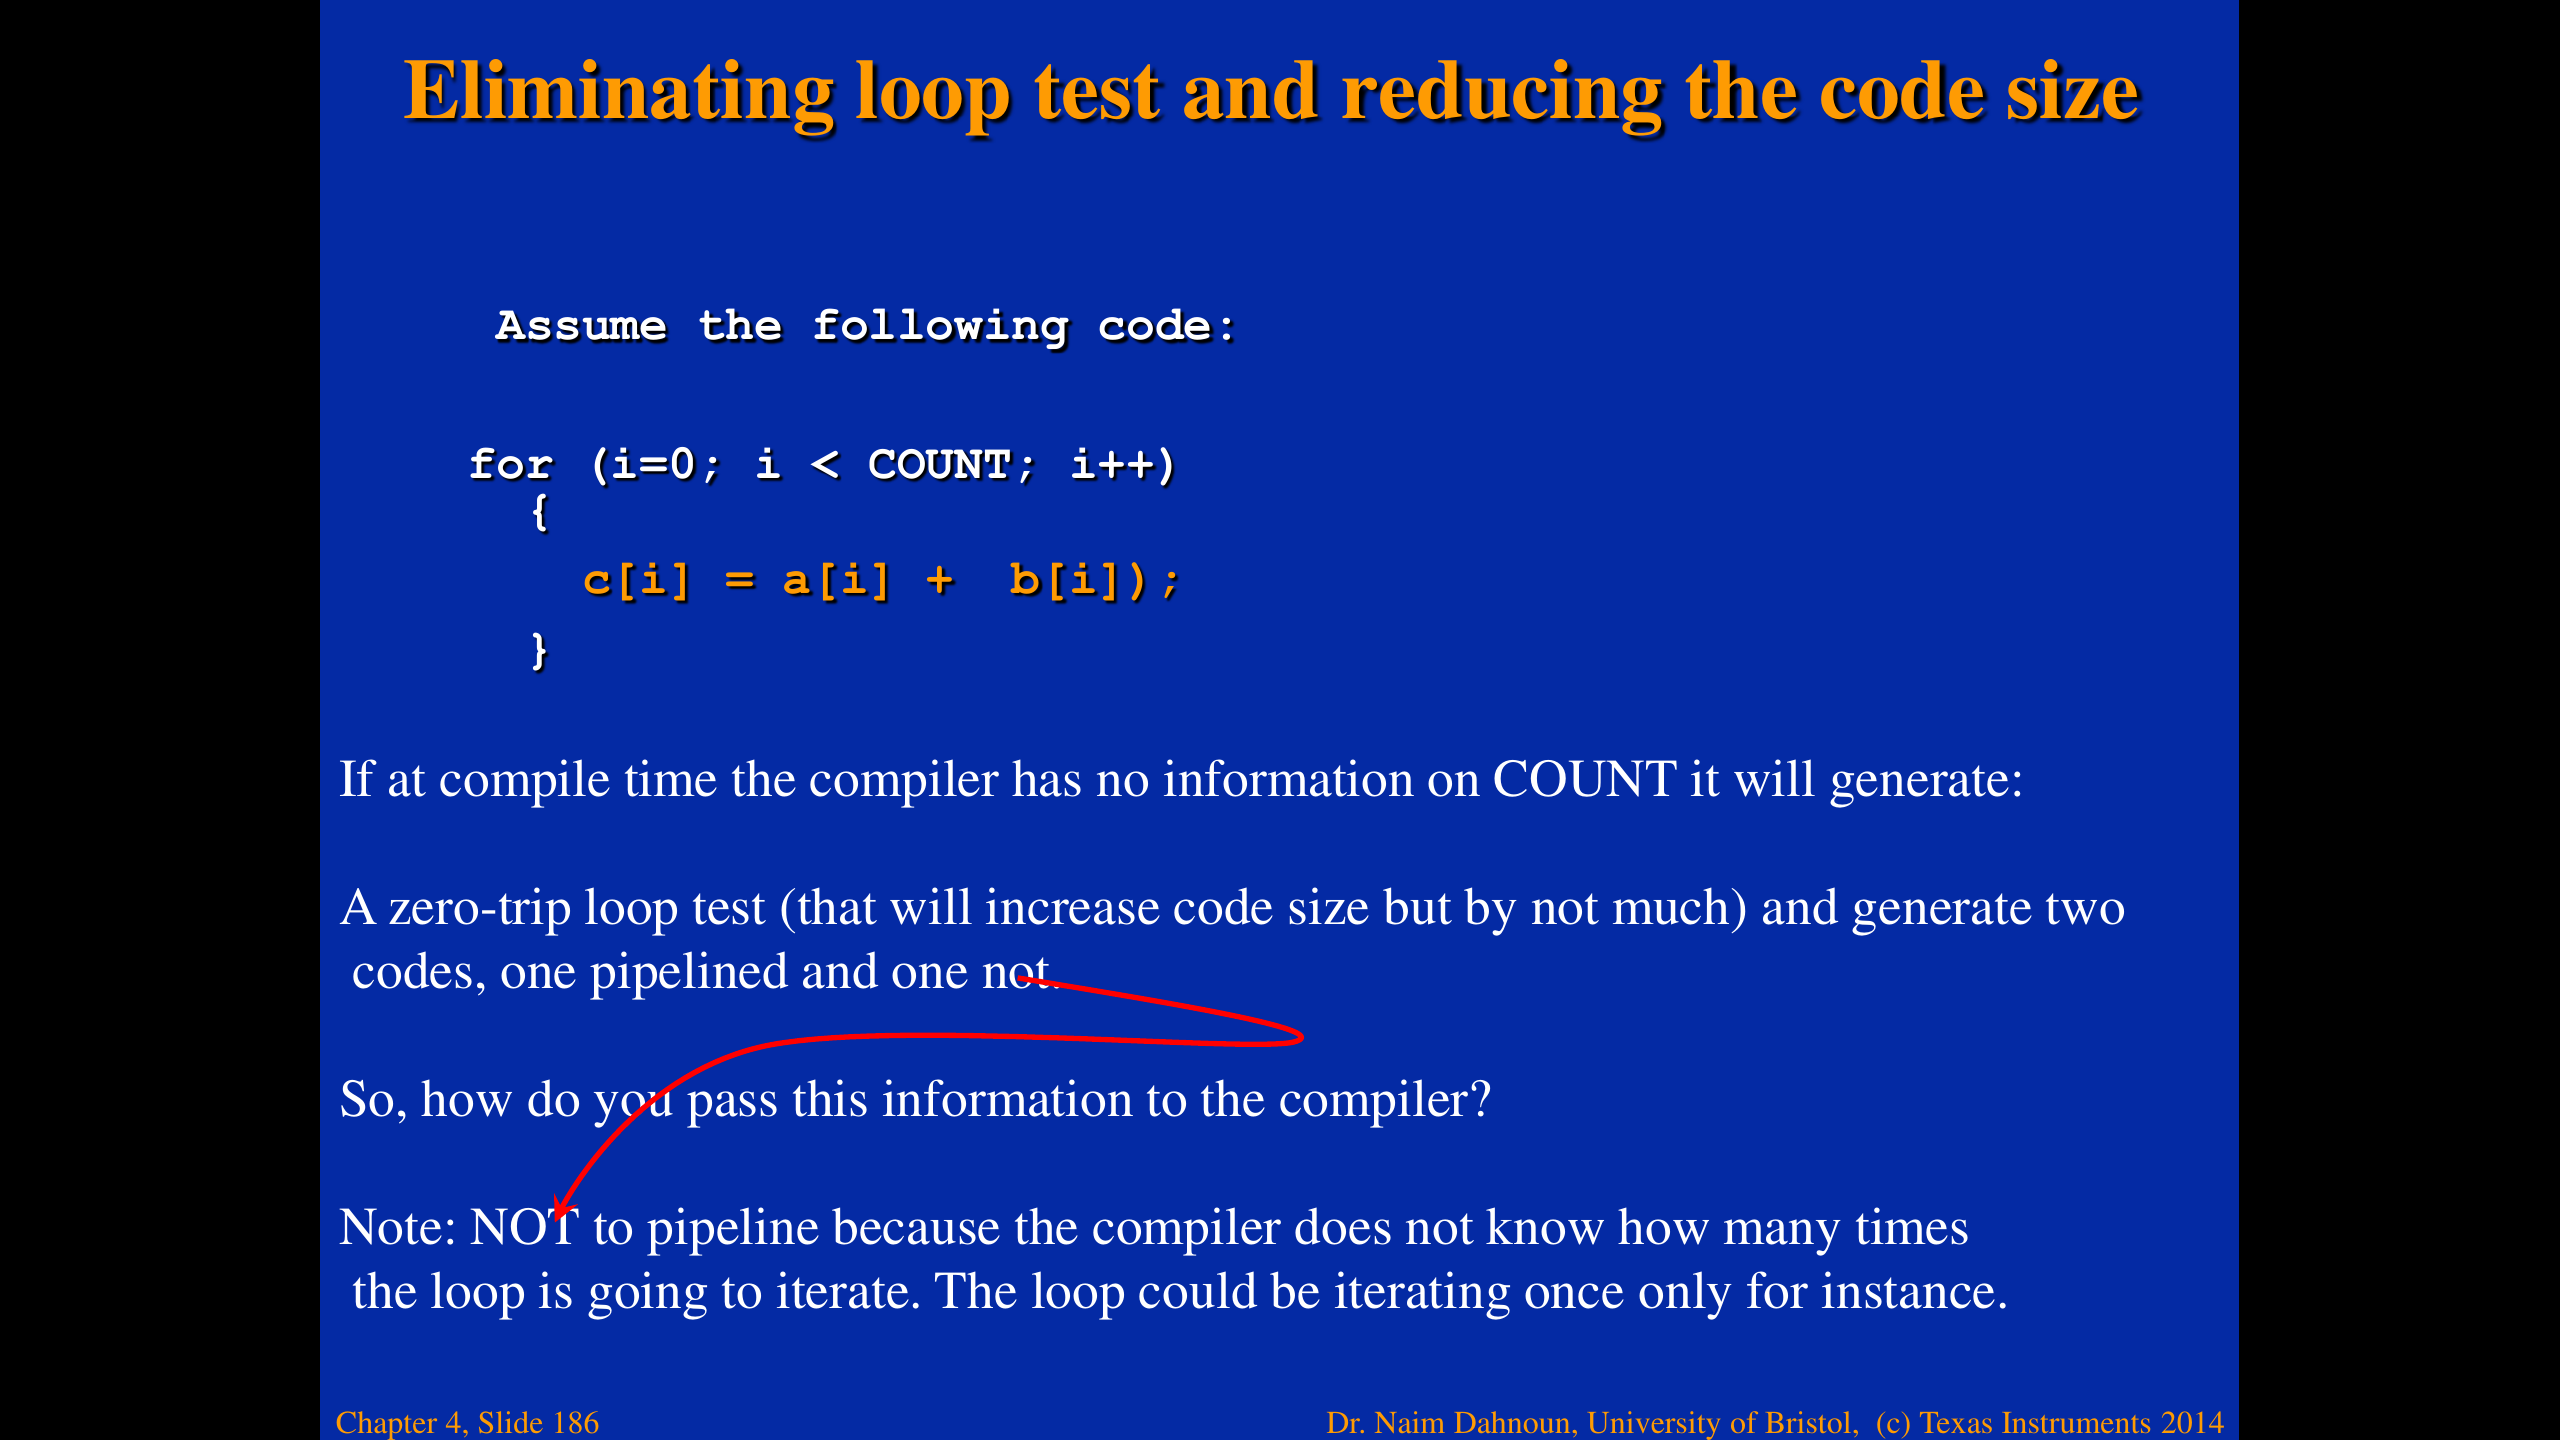 Eliminating loop test and reducing the code size
Assume the following code:
for (i=0; i < COUNT; i++)
{
c[i] = a[i] +  b[i]);
}
If at compile time the compiler has no information on COUNT it will generate:
A zero-trip loop test (that will increase code size but by not much) and generate two
codes, one pipelined and one not.
So, how do you pass this information to the compiler?
Note: NOT to pipeline because the compiler does not know how many times
the loop is going to iterate. The loop could be iterating once only for instance.
Chapter 4, Slide 186
Dr. Naim Dahnoun, University of Bristol,  (c) Texas Instruments 2014